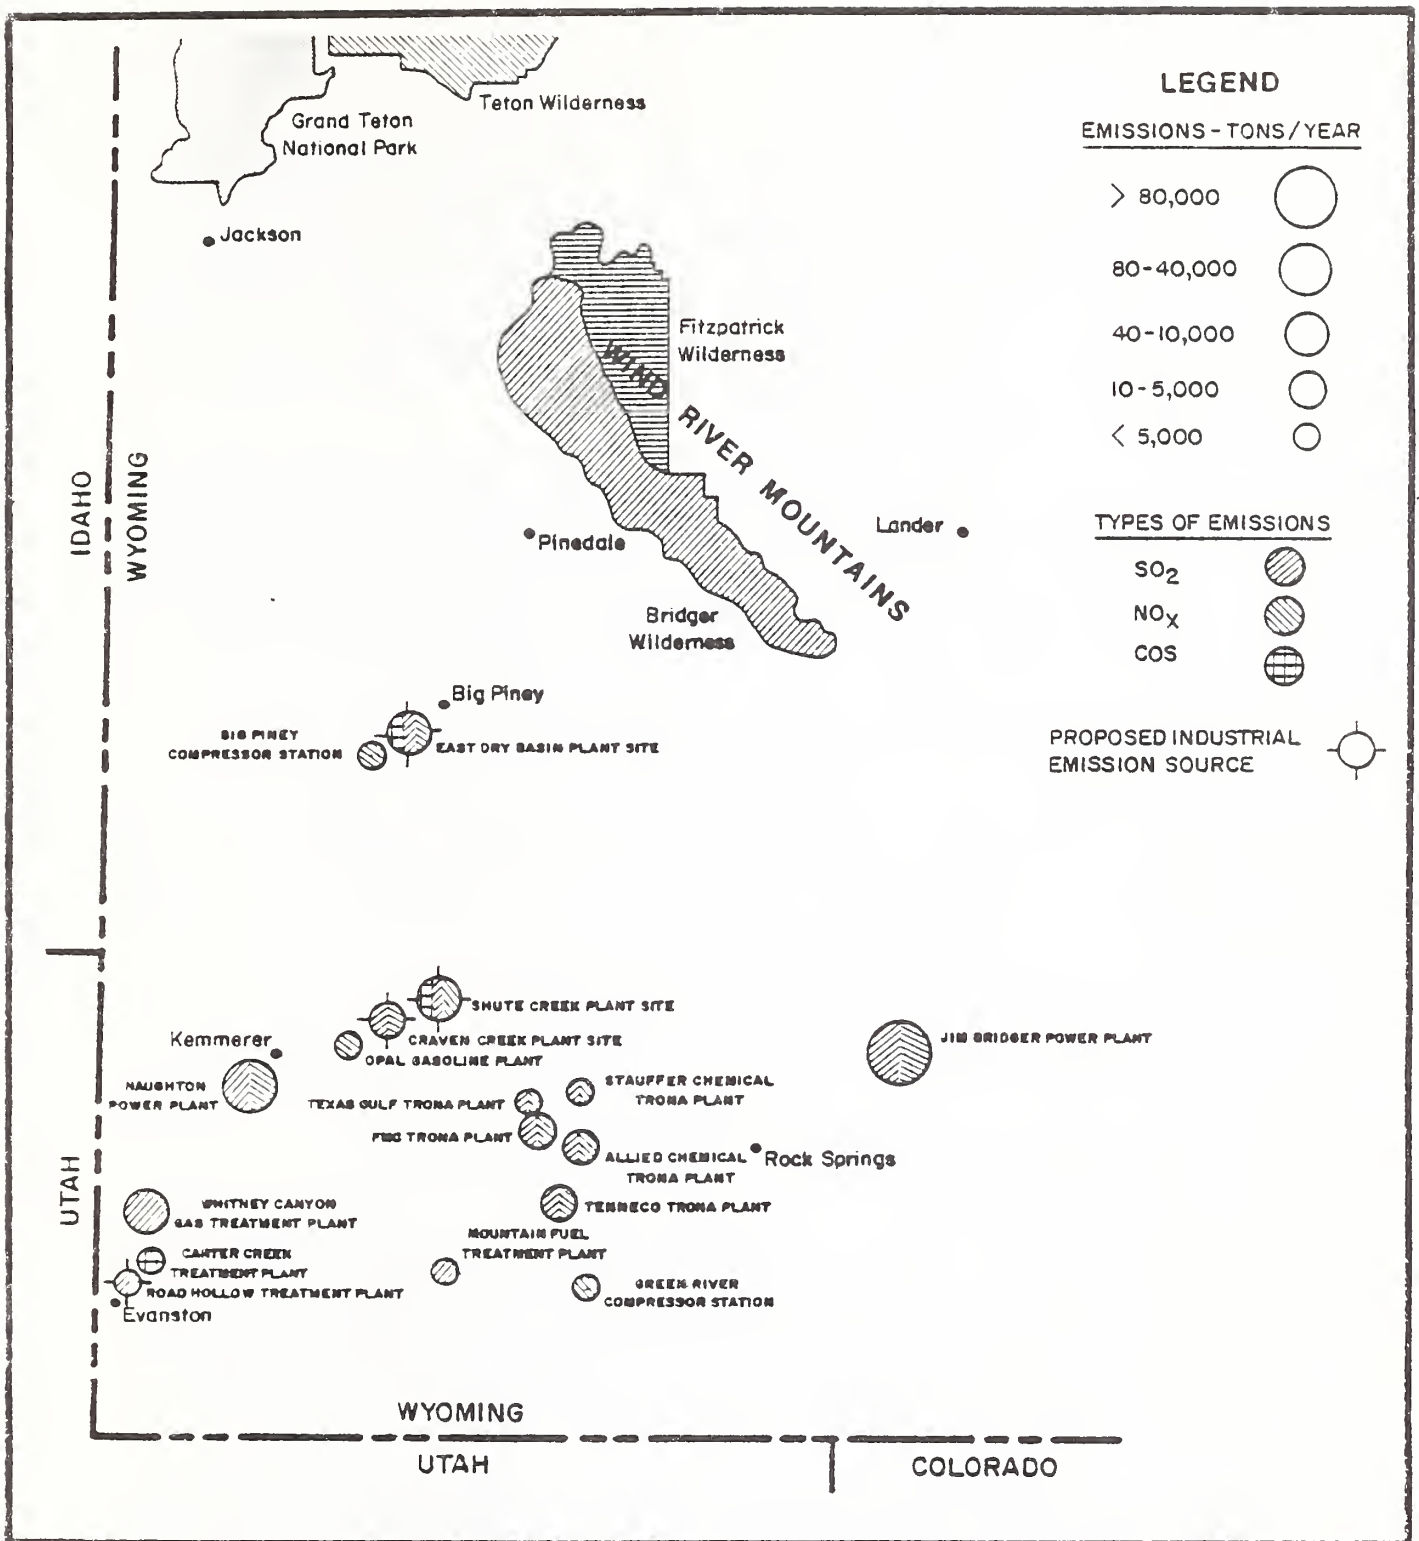 Teton Wilderness
Grand Teton
National Park
Jackson
LEGEND
EMISSIONS - TONS/YEAR
> 80,000
80-40,000
40-10,000
10-5,000
< 5,000
TYPES OF EMISSIONS
SO2
NOX
COS
PROPOSED INDUSTRIAL
EMISSION SOURCE
Fitzpatrick
Wilderness
WIND RIVER MOUNTAINS
IDAHO
WYOMING
Pinedale
Lander
Bridger
Wilderness
Big Piney
BIG PINEY
COMPRESSOR STATION
EAST DRY BASIN PLANT SITE
SHUTE CREEK PLANT SITE
CRAVEN CREEK PLANT SITE
OPAL GASOLINE PLANT
Kemmerer
NAUGHTON
POWER PLANT
JIM BRIDGER POWER PLANT
STAUFFER CHEMICAL
TRONA PLANT
TEXAS GULF TRONA PLANT
FMC TRONA PLANT
ALLIED CHEMICAL
TRONA PLANT
Rock Springs
UTAH
WHITNEY CANYON
GAS TREATMENT PLANT
TENNECO TRONA PLANT
MOUNTAIN FUEL
TREATMENT PLANT
CARTER CREEK
TREATMENT PLANT
ROAD HOLLOW TREATMENT PLANT
Evanston
GREEN RIVER
COMPRESSOR STATION
WYOMING
UTAH
COLORADO